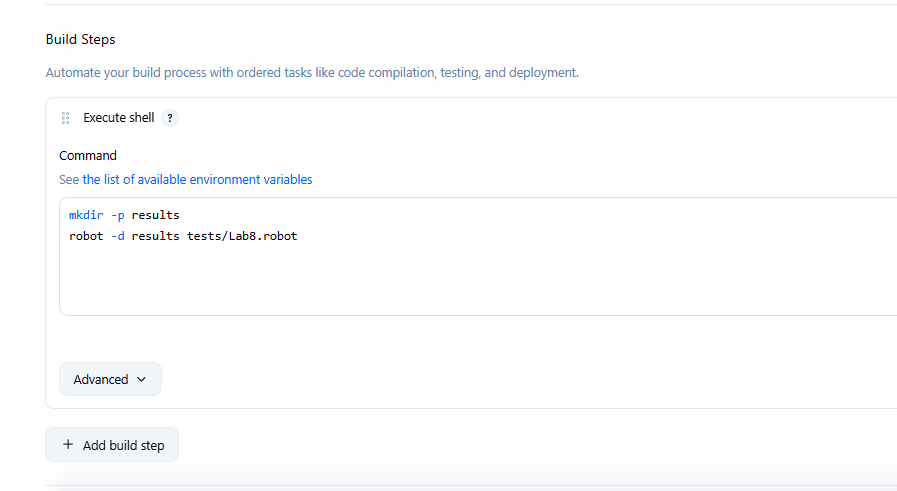 Build Steps
Automate your build process with ordered tasks like code compilation, testing, and deployment.
Execute shell ?
Command
See the list of available environment variables
mkdir -p results
robot -d results tests/Lab8.robot
Advanced
+ Add build step